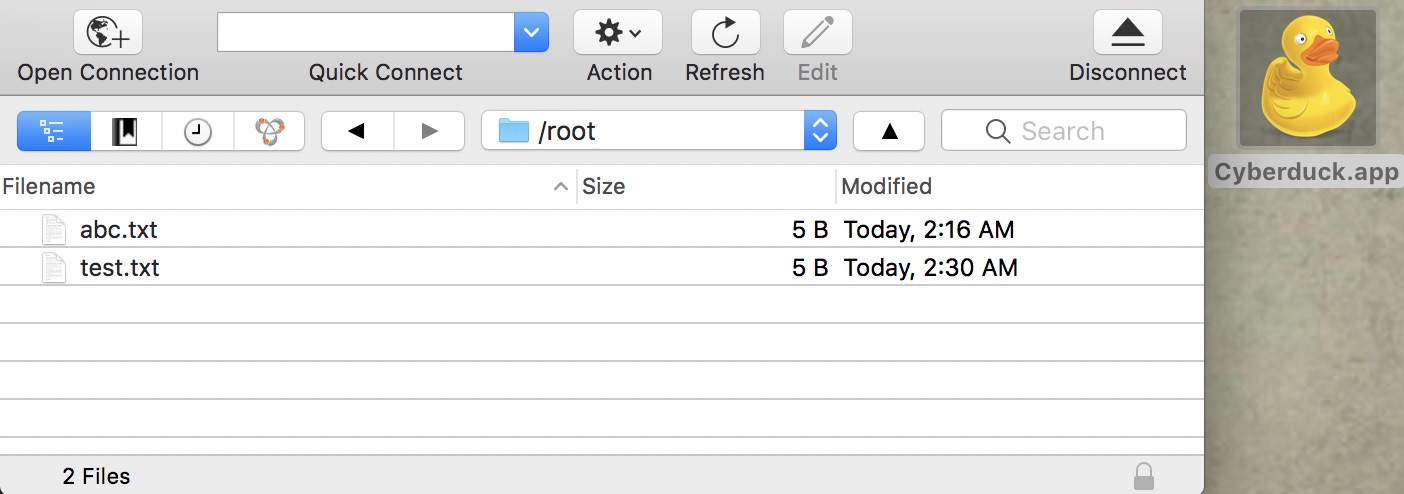 Open Connection Quick Connect Action Refresh Edit Disconnect
/root Search
Cyberduck.app
Filename Size Modified
abc.txt 5 B Today, 2:16 AM
test.txt 5 B Today, 2:30 AM
2 Files